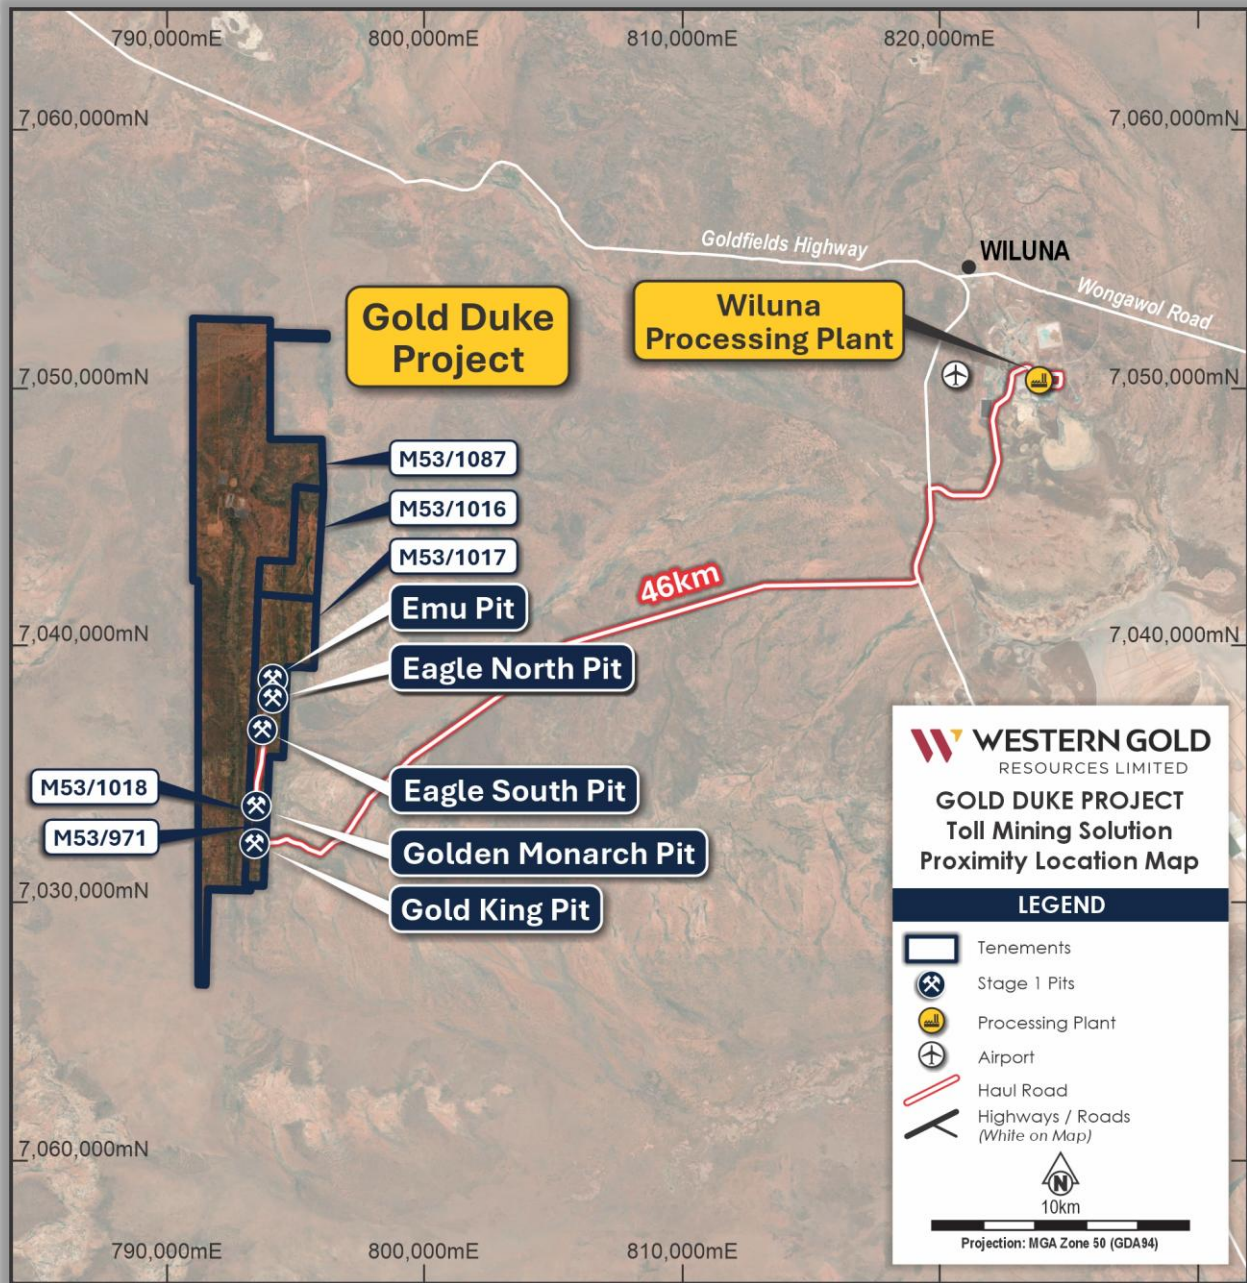 790,000mE
800,000mE
810,000mE
820,000mE
7,060,000mN
7,060,000mN
Goldfields Highway
WILUNA
Wongawol Road
Gold Duke
Project
Wiluna
Processing Plant
7,050,000mN
7,050,000mN
M53/1087
M53/1016
M53/1017
46km
Emu Pit
7,040,000mN
7,040,000mN
Eagle North Pit
Eagle South Pit
M53/1018
M53/971
Golden Monarch Pit
7,030,000mN
Gold King Pit
WESTERN GOLD
RESOURCES LIMITED
GOLD DUKE PROJECT
Toll Mining Solution
Proximity Location Map
LEGEND
Tenements
Stage 1 Pits
Processing Plant
Airport
Haul Road
Highways / Roads
(White on Map)
N
10km
Projection: MGA Zone 50 (GDA94)
7,060,000mN
790,000mE
800,000mE
810,000mE